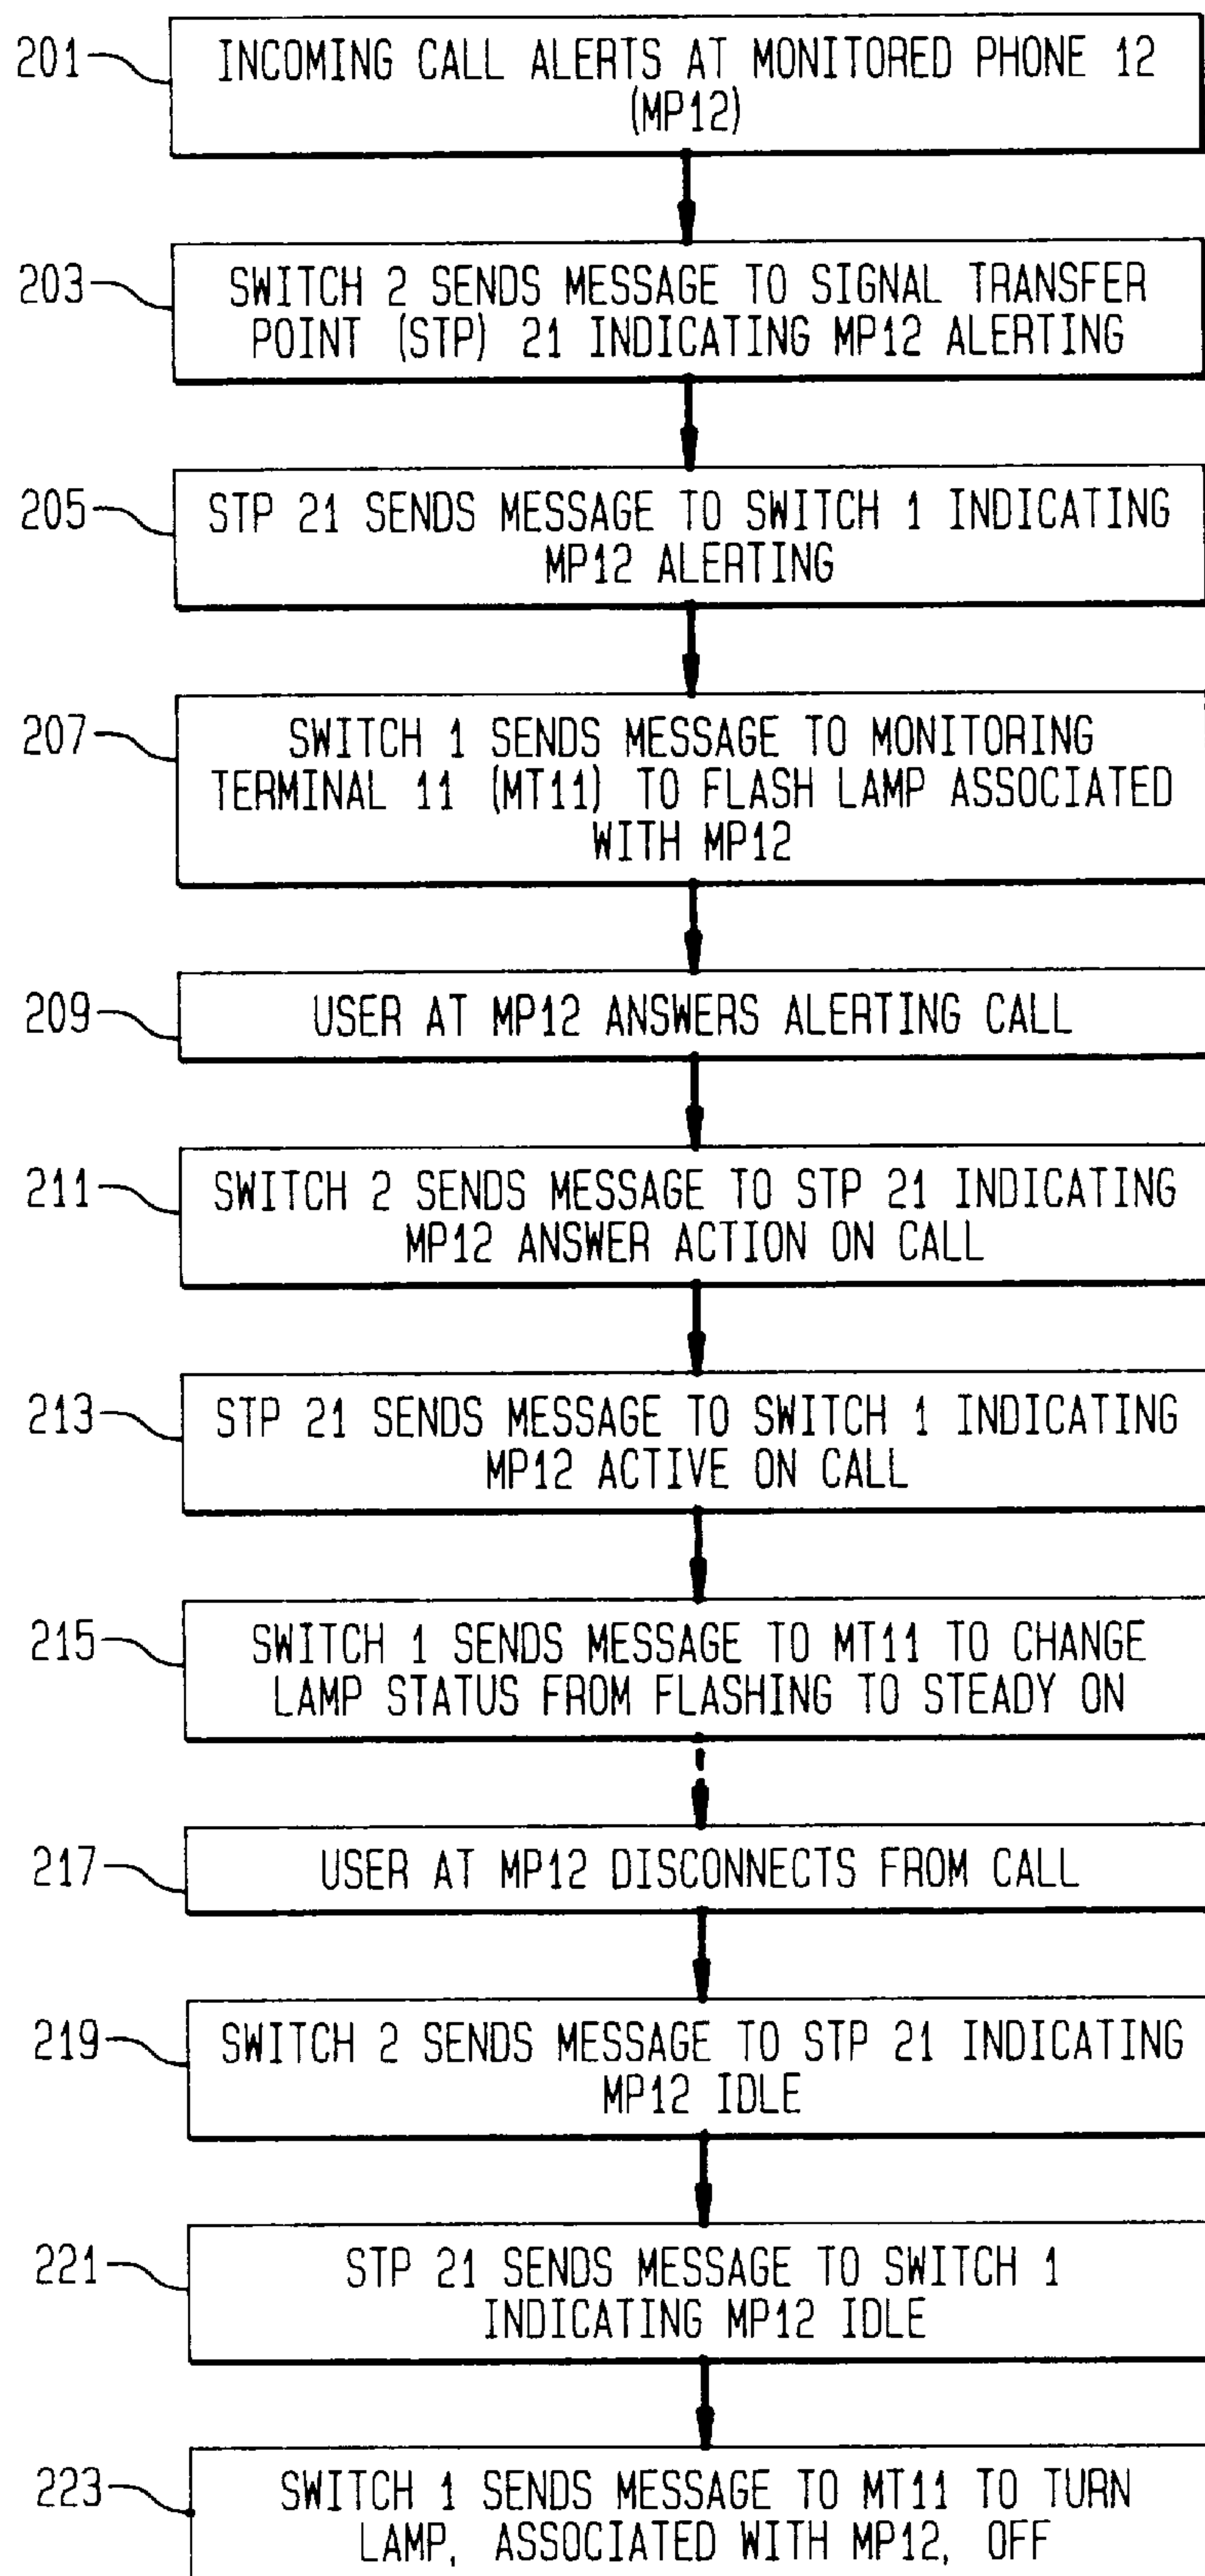 201
INCOMING CALL ALERTS AT MONITORED PHONE 12
(MP12)
203
SWITCH 2 SENDS MESSAGE TO SIGNAL TRANSFER
POINT (STP) 21 INDICATING MP12 ALERTING
205
STP 21 SENDS MESSAGE TO SWITCH 1 INDICATING
MP12 ALERTING
207
SWITCH 1 SENDS MESSAGE TO MONITORING
TERMINAL 11 (MT11) TO FLASH LAMP ASSOCIATED
WITH MP12
209
USER AT MP12 ANSWERS ALERTING CALL
211
SWITCH 2 SENDS MESSAGE TO STP 21 INDICATING
MP12 ANSWER ACTION ON CALL
213
STP 21 SENDS MESSAGE TO SWITCH 1 INDICATING
MP12 ACTIVE ON CALL
215
SWITCH 1 SENDS MESSAGE TO MT11 TO CHANGE
LAMP STATUS FROM FLASHING TO STEADY ON
217
USER AT MP12 DISCONNECTS FROM CALL
219
SWITCH 2 SENDS MESSAGE TO STP 21 INDICATING
MP12 IDLE
221
STP 21 SENDS MESSAGE TO SWITCH 1
INDICATING MP12 IDLE
223
SWITCH 1 SENDS MESSAGE TO MT11 TO TURN
LAMP, ASSOCIATED WITH MP12, OFF